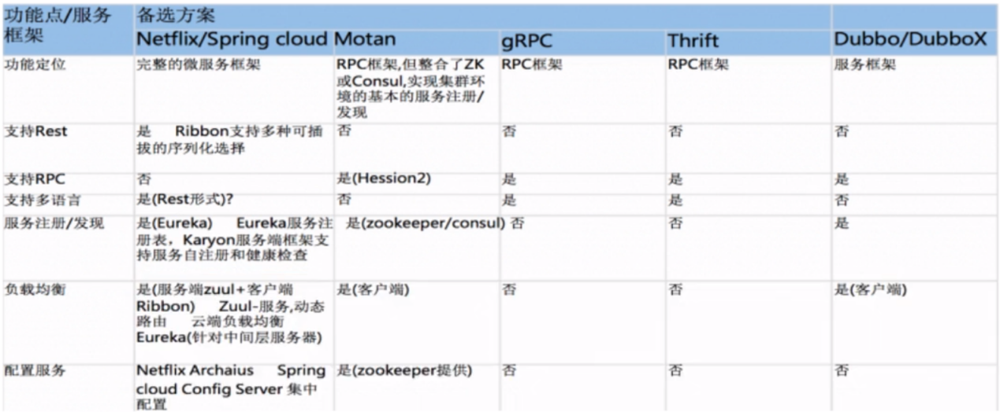 功能点/服务框架 备选方案
Netflix/Spring cloud Motan gRPC Thrift Dubbo/DubboX
功能定位 完整的微服务框架 RPC框架,但整合了ZK或Consul,实现集群环境的基本的服务注册/发现 RPC框架 RPC框架 服务框架
支持Rest 是 Ribbon支持多种可插拔的序列化选择 否 否 否 否
支持RPC 否 是(Hession2) 是 是 是
支持多语言 是(Rest形式)? 否 是 是 否
服务注册/发现 是(Eureka) Eureka服务注册表，Karyon服务端框架支持服务自注册和健康检查 是(zookeeper/consul) 否 否 是
负载均衡 是(服务端zuul+客户端Ribbon) Zuul-服务,动态路由 云端负载均衡 Eureka(针对中间层服务器) 是(客户端) 否 否 是(客户端)
配置服务 Netflix Archaius Spring cloud Config Server 集中配置 是(zookeeper提供) 否 否 否